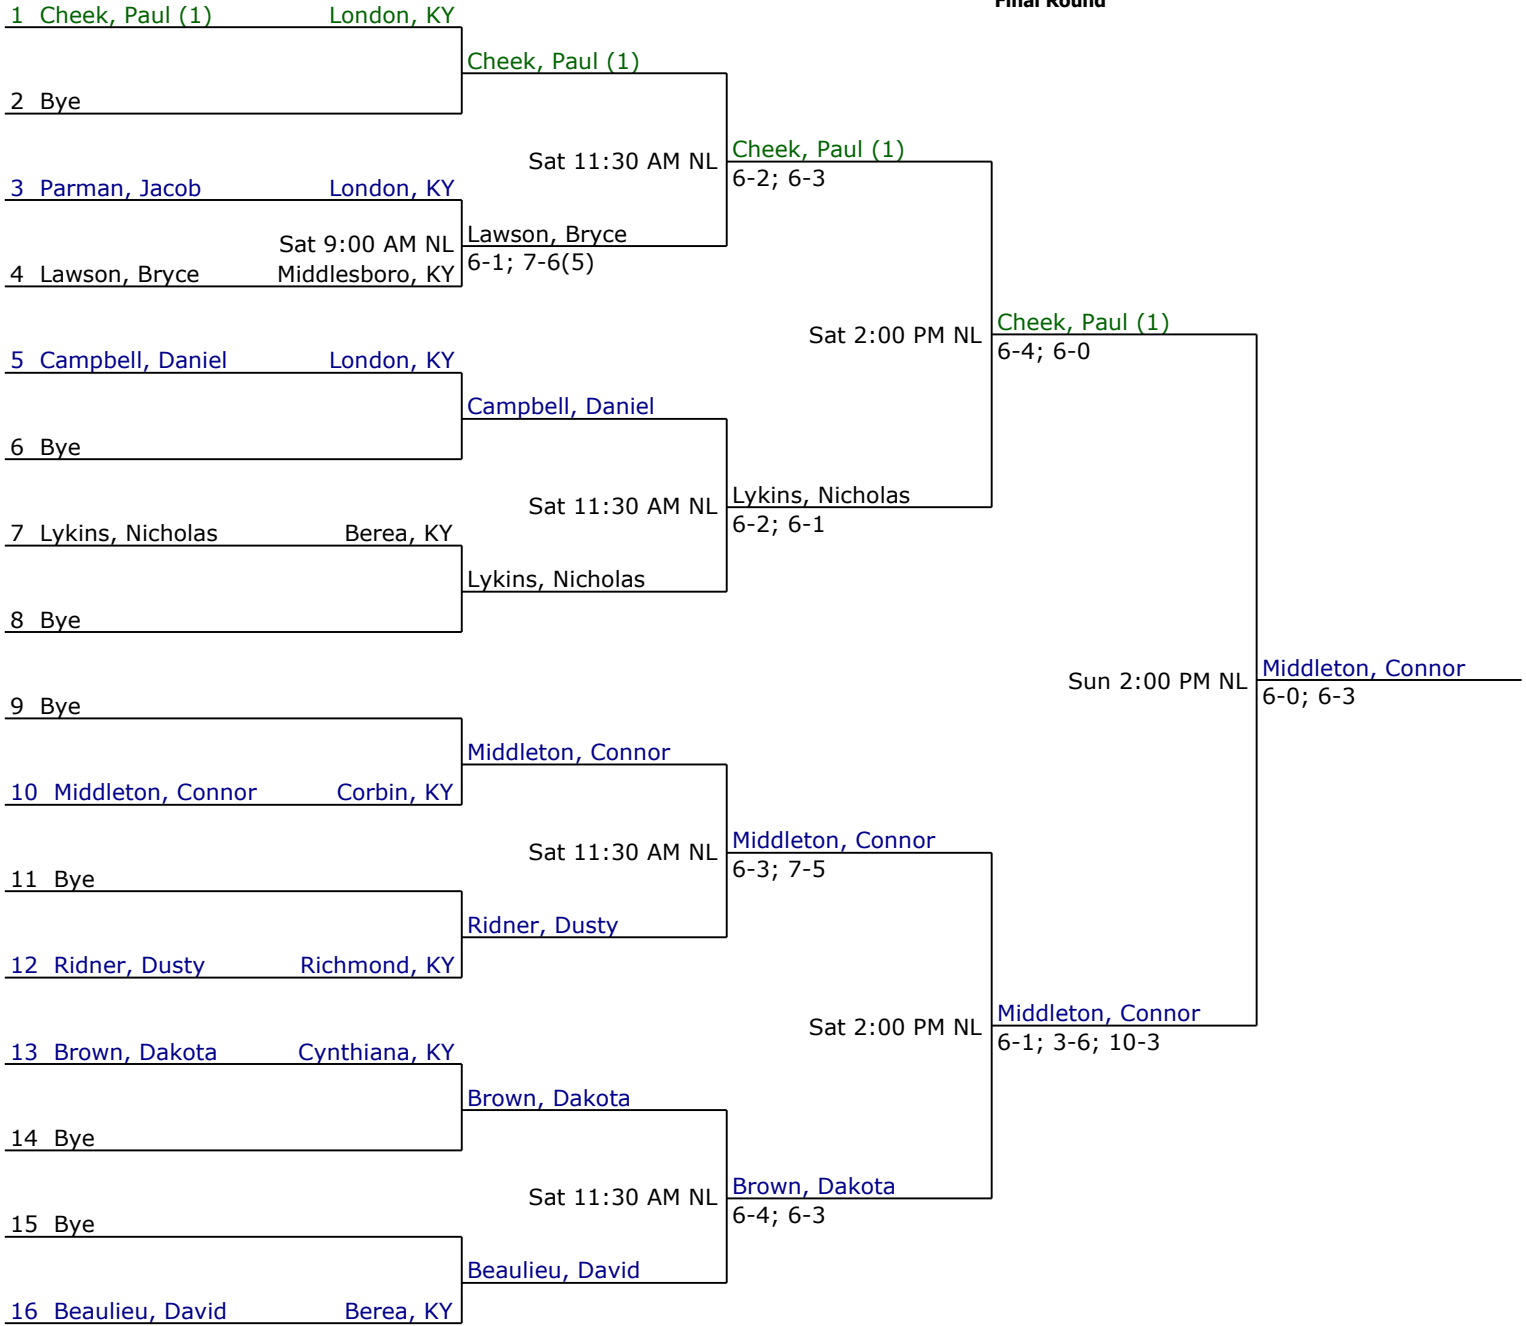 Final Round
1 Cheek, Paul (1) London, KY
Cheek, Paul (1)
2 Bye
Sat 11:30 AM NL
Cheek, Paul (1)
6-2; 6-3
3 Parman, Jacob London, KY
Sat 9:00 AM NL
Lawson, Bryce
6-1; 7-6(5)
4 Lawson, Bryce Middlesboro, KY
Sat 2:00 PM NL
Cheek, Paul (1)
6-4; 6-0
5 Campbell, Daniel London, KY
Campbell, Daniel
6 Bye
Sat 11:30 AM NL
Lykins, Nicholas
6-2; 6-1
7 Lykins, Nicholas Berea, KY
Lykins, Nicholas
8 Bye
Sun 2:00 PM NL
Middleton, Connor
6-0; 6-3
9 Bye
Middleton, Connor
10 Middleton, Connor Corbin, KY
Sat 11:30 AM NL
Middleton, Connor
6-3; 7-5
11 Bye
Ridner, Dusty
12 Ridner, Dusty Richmond, KY
Sat 2:00 PM NL
Middleton, Connor
6-1; 3-6; 10-3
13 Brown, Dakota Cynthiana, KY
Brown, Dakota
14 Bye
Sat 11:30 AM NL
Brown, Dakota
6-4; 6-3
15 Bye
Beaulieu, David
16 Beaulieu, David Berea, KY